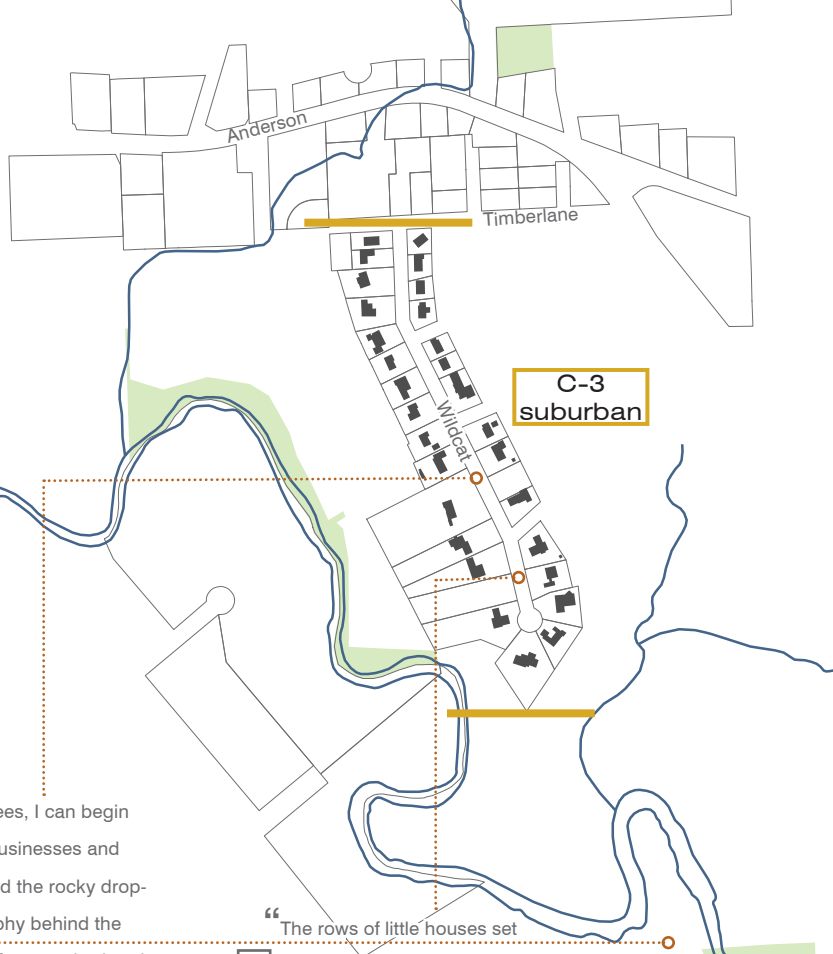 Anderson
Timberlane
C-3
suburban
Wildcat
ees, I can begin
usinesses and
d the rocky drop-
phy behind the
“The rows of little houses set